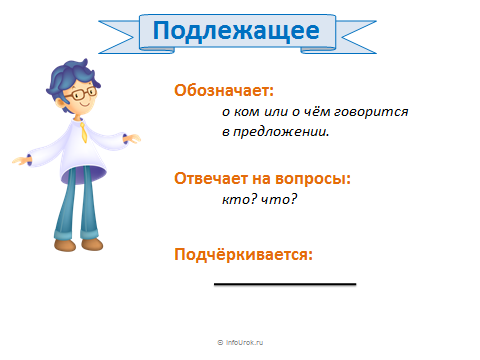 Подлежащее
Обозначает:
о ком или о чём говорится
в предложении.
Отвечает на вопросы:
кто? что?
Подчёркивается:
© InfoUrok.ru